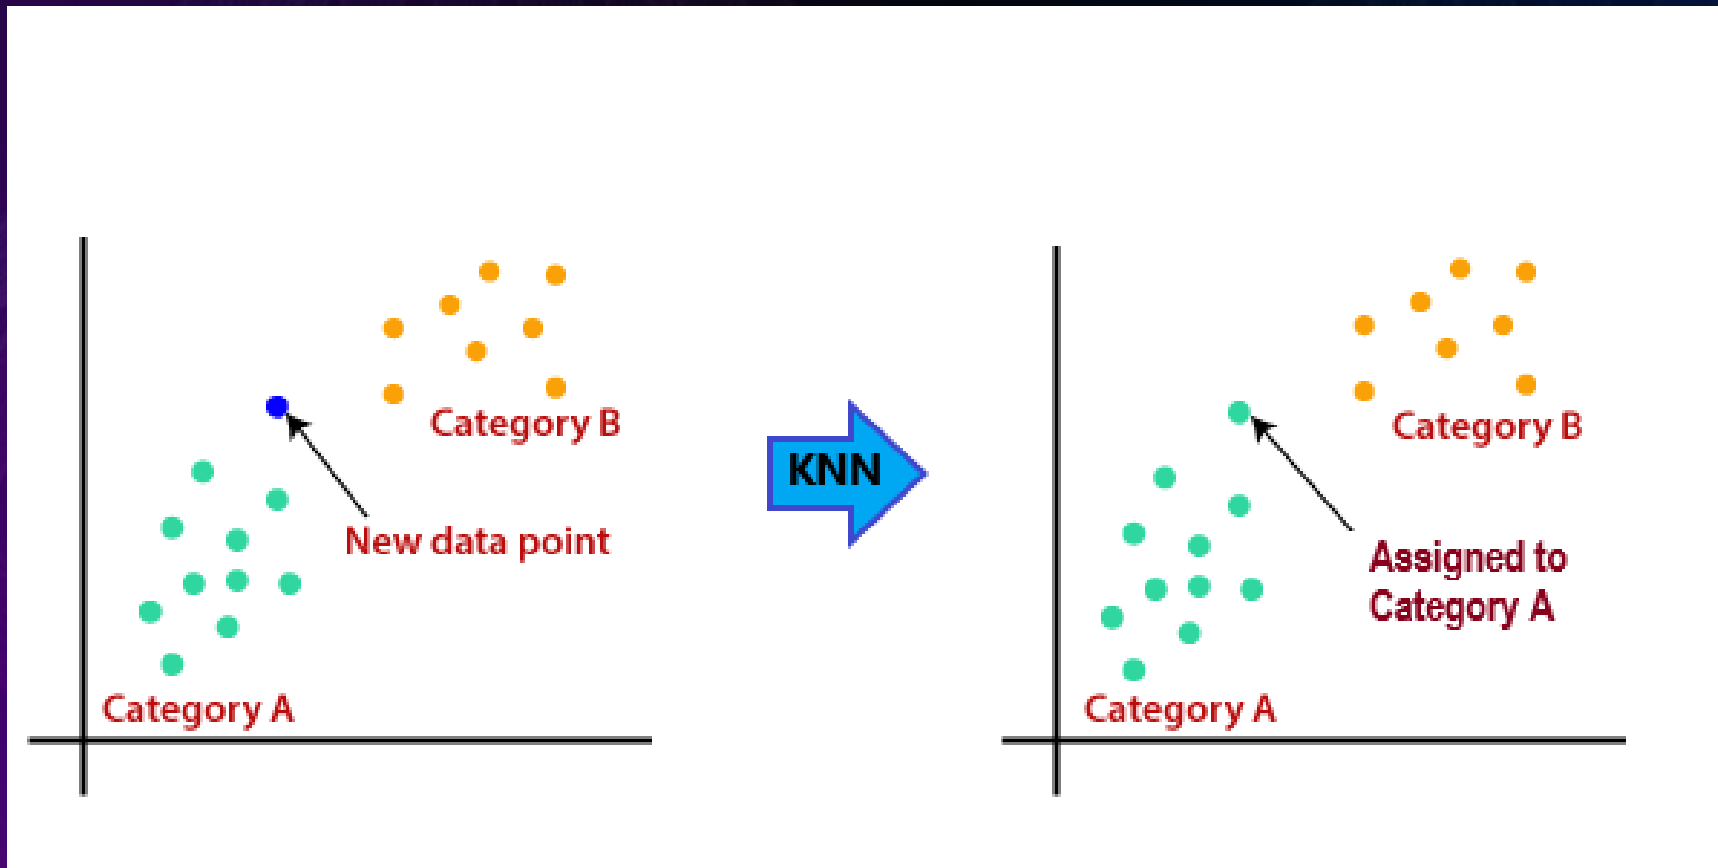 Category B
New data point
Category A
KNN
Category B
Assigned to
Category A
Category A